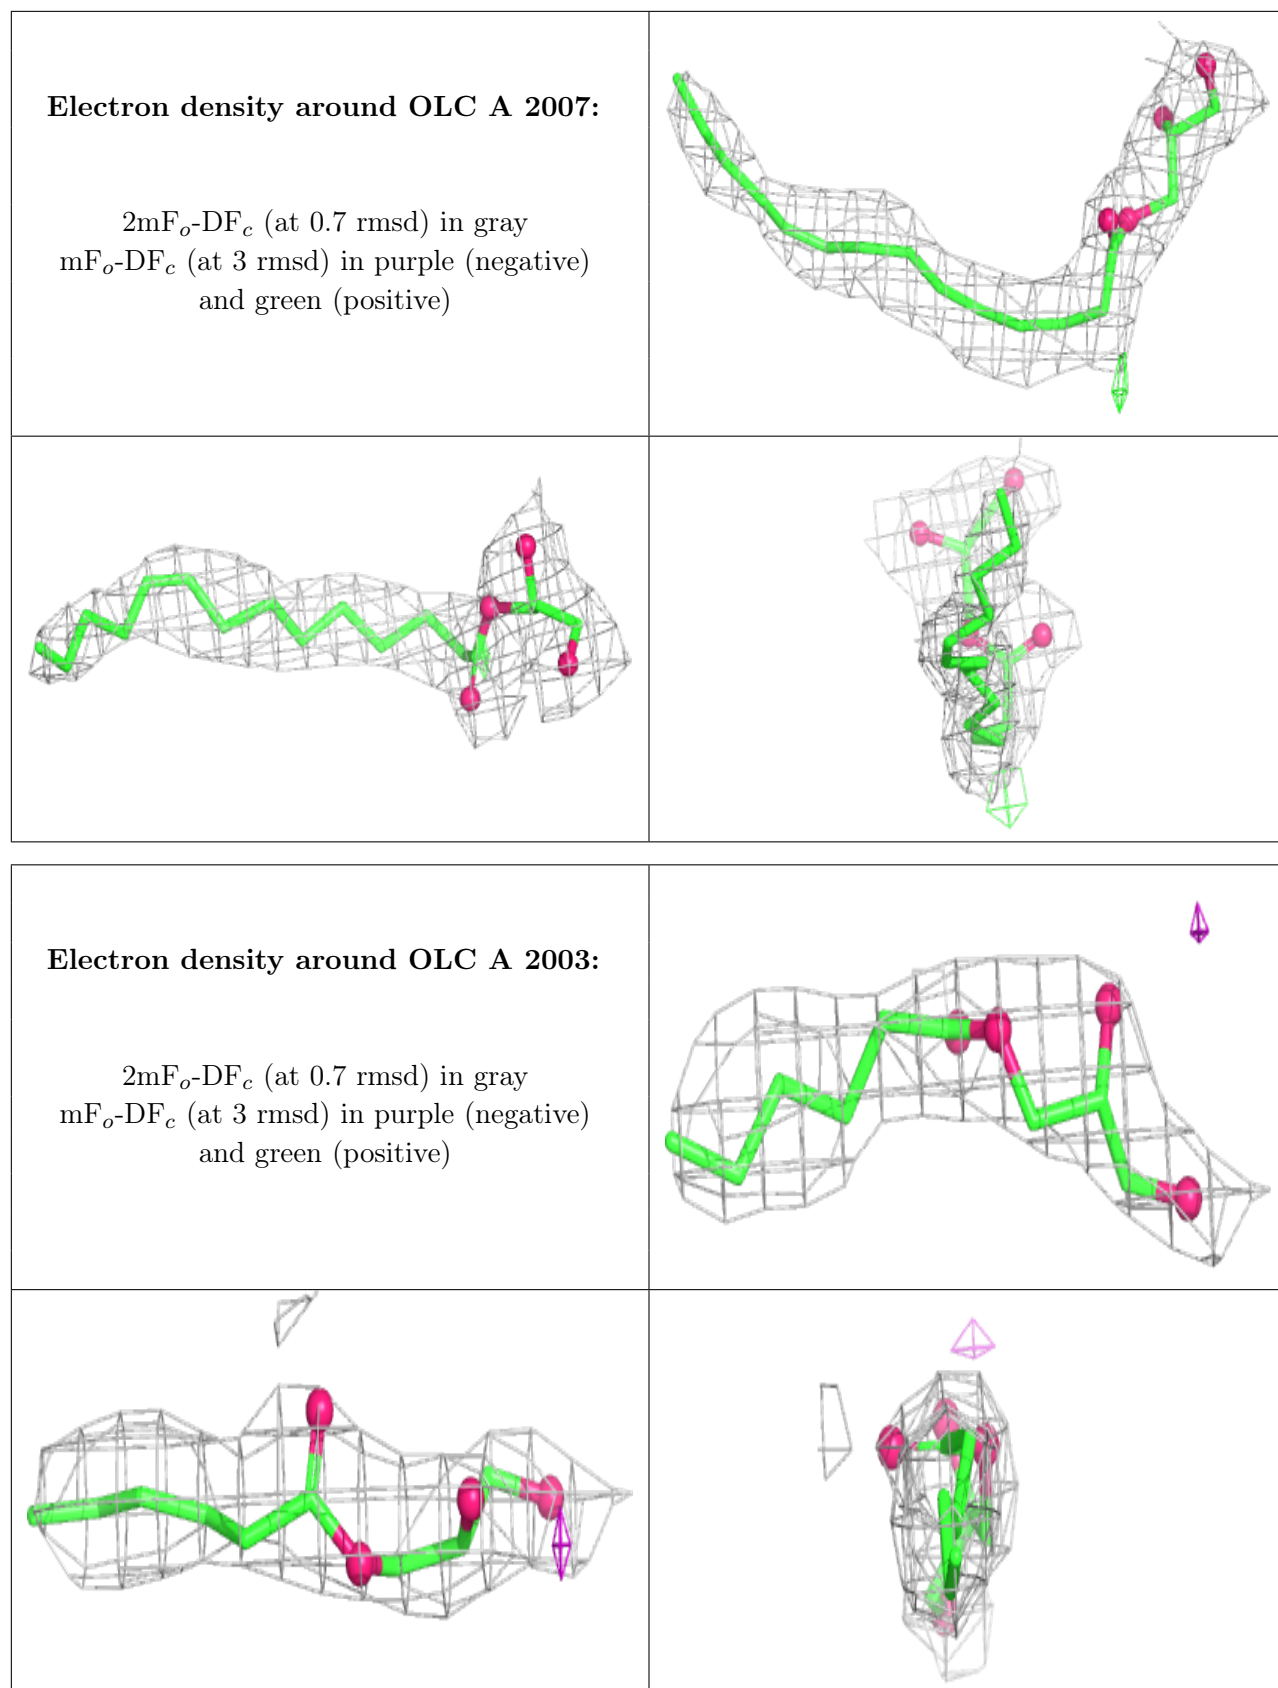 Electron density around OLC A 2007:
2mFo-DFc (at 0.7 rmsd) in gray
mFo-DFc (at 3 rmsd) in purple (negative)
and green (positive)
Electron density around OLC A 2003:
2mFo-DFc (at 0.7 rmsd) in gray
mFo-DFc (at 3 rmsd) in purple (negative)
and green (positive)